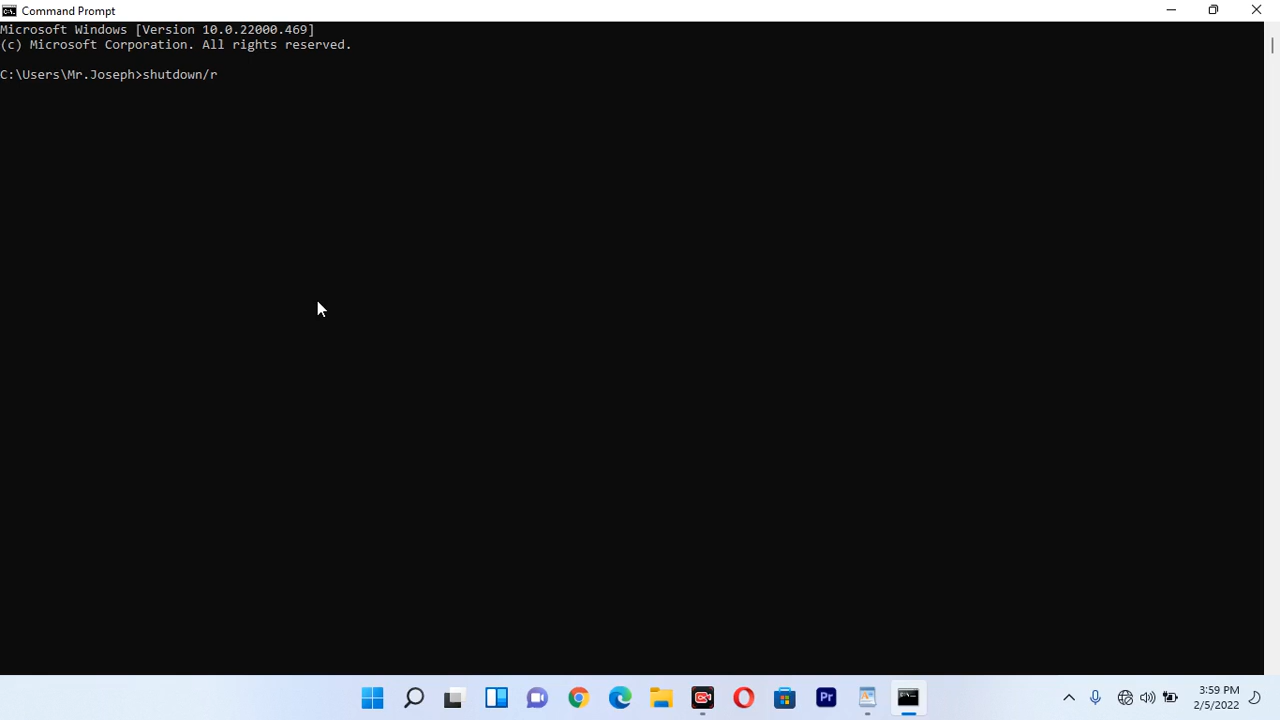 Command Prompt
Microsoft Windows [Version 10.0.22000.469]
(c) Microsoft Corporation. All rights reserved.
C:\Users\Mr.Joseph>shutdown/r
Pr
3:59 PM
2/5/2022